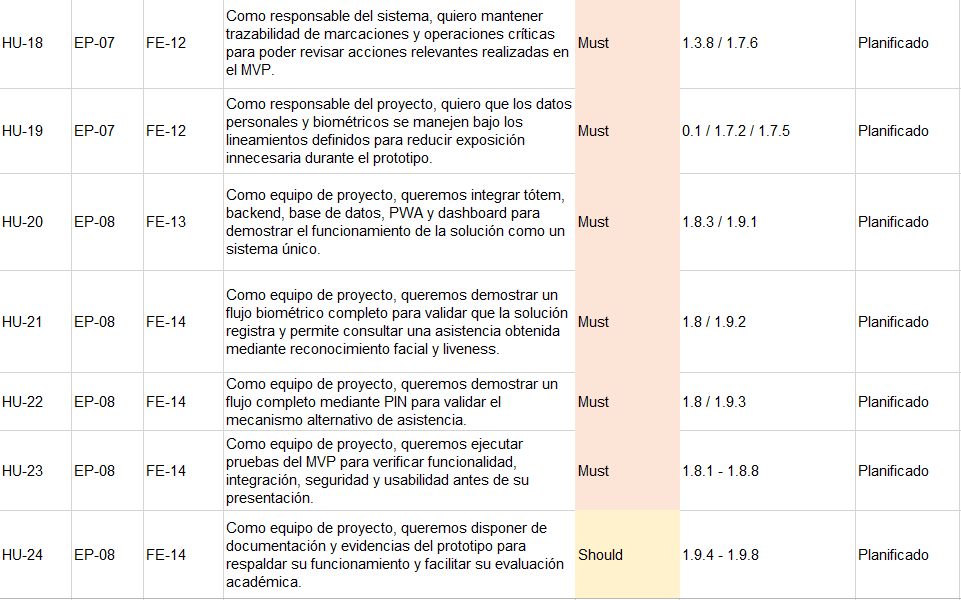 Como responsable del sistema, quiero mantener
trazabilidad de marcaciones y operaciones críticas
HU-18 EP-07 FE-12 para poder revisar acciones relevantes realizadas en Must 1.3.8 / 1.7.6 Planificado
el MVP.
Como responsable del proyecto, quiero que los datos
personales y biométricos se manejen bajo los
HU-19 EP-07 FE-12 lineamientos definidos para reducir exposición Must 0.1 / 1.7.2 / 1.7.5 Planificado
innecesaria durante el prototipo.
Como equipo de proyecto, queremos integrar tótem,
backend, base de datos, PWA y dashboard para
HU-20 EP-08 FE-13 demostrar el funcionamiento de la solución como un Must 1.8.3 / 1.9.1 Planificado
sistema único.
Como equipo de proyecto, queremos demostrar un
flujo biométrico completo para validar que la solución
HU-21 EP-08 FE-14 registra y permite consultar una asistencia obtenida Must 1.8 / 1.9.2 Planificado
mediante reconocimiento facial y liveness.
Como equipo de proyecto, queremos demostrar un
HU-22 EP-08 FE-14 flujo completo mediante PIN para validar el Must 1.8 / 1.9.3 Planificado
mecanismo alternativo de asistencia.
Como equipo de proyecto, queremos ejecutar
pruebas del MVP para verificar funcionalidad,
HU-23 EP-08 FE-14 integración, seguridad y usabilidad antes de su Must 1.8.1 - 1.8.8 Planificado
presentación.
Como equipo de proyecto, queremos disponer de
documentación y evidencias del prototipo para
HU-24 EP-08 FE-14 respaldar su funcionamiento y facilitar su evaluación Should 1.9.4 - 1.9.8 Planificado
académica.